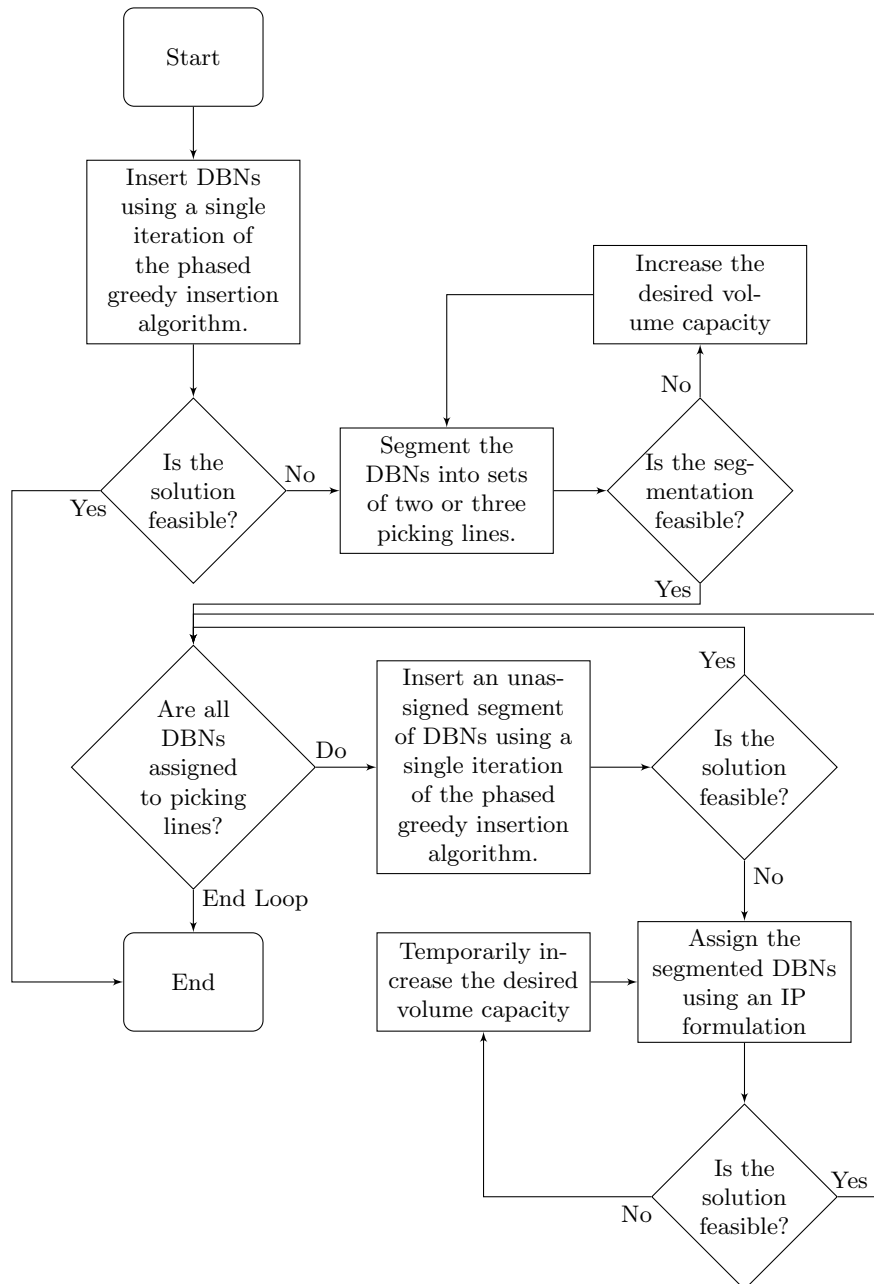 Start
Insert DBNs
using a single
iteration of
the phased
greedy insertion
algorithm.
Increase the
desired vol-
ume capacity
No
Is the
solution
feasible?
Yes
No
Segment the
DBNs into sets
of two or three
picking lines.
Is the seg-
mentation
feasible?
Yes
Are all
DBNs
assigned
to picking
lines?
Do
Insert an unas-
signed segment
of DBNs using a
single iteration
of the phased
greedy insertion
algorithm.
Yes
Is the
solution
feasible?
No
End Loop
End
Temporarily in-
crease the desired
volume capacity
Assign the
segmented DBNs
using an IP
formulation
Is the
solution
feasible?
No
Yes